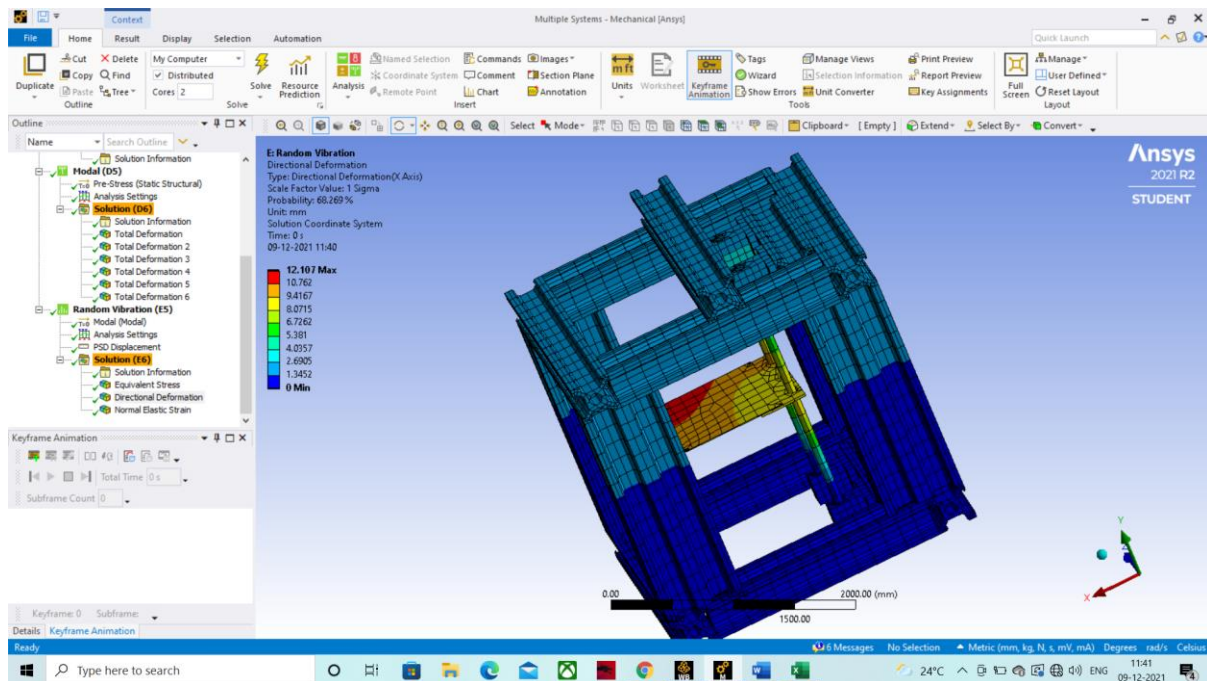 Context
Multiple Systems - Mechanical [Ansys]
File Home Result Display Selection Automation
Quick Launch
Duplicate
Cut
Delete
Copy
Find
Paste
Tree
Outline
My Computer
Distributed
Cores 2
Solve
Resource Prediction
Solve
Analysis
Named Selection
Coordinate System
Remote Point
Commands
Comment
Chart
Images
Section Plane
Annotation
Insert
Units
Worksheet
Keyframe Animation
Tags
Wizard
Show Errors
Manage Views
Selection Information
Unit Converter
Print Preview
Report Preview
Key Assignments
Tools
Full Screen
Manage
User Defined
Reset Layout
Layout
Outline
Name
Search Outline
Select Mode
Clipboard
[ Empty ]
Extend
Select By
Convert
Solution Information
Modal (D5)
Pre-Stress (Static Structural)
Analysis Settings
Solution (D6)
Solution Information
Total Deformation
Total Deformation 2
Total Deformation 3
Total Deformation 4
Total Deformation 5
Total Deformation 6
Random Vibration (E5)
Modal (Modal)
Analysis Settings
PSD Displacement
Solution (E6)
Solution Information
Equivalent Stress
Directional Deformation
Normal Elastic Strain
Keyframe Animation
Total Time 0 s
Subframe Count 0
Keyframe: 0 Subframe:
Details Keyframe Animation
E: Random Vibration
Directional Deformation
Type: Directional Deformation(X Axis)
Scale Factor Value: 1 Sigma
Probability: 68.269 %
Unit: mm
Solution Coordinate System
Time: 0 s
09-12-2021 11:40
12.107 Max
10.762
9.4167
8.0715
6.7262
5.381
4.0357
2.6905
1.3452
0 Min
Ansys
2021 R2
STUDENT
0.00
2000.00 (mm)
1500.00
Y
X
Z
Ready
6 Messages No Selection Metric (mm, kg, N, s, mV, mA) Degrees rad/s Celsius
Type here to search
24°C
ENG
11:41
09-12-2021
4